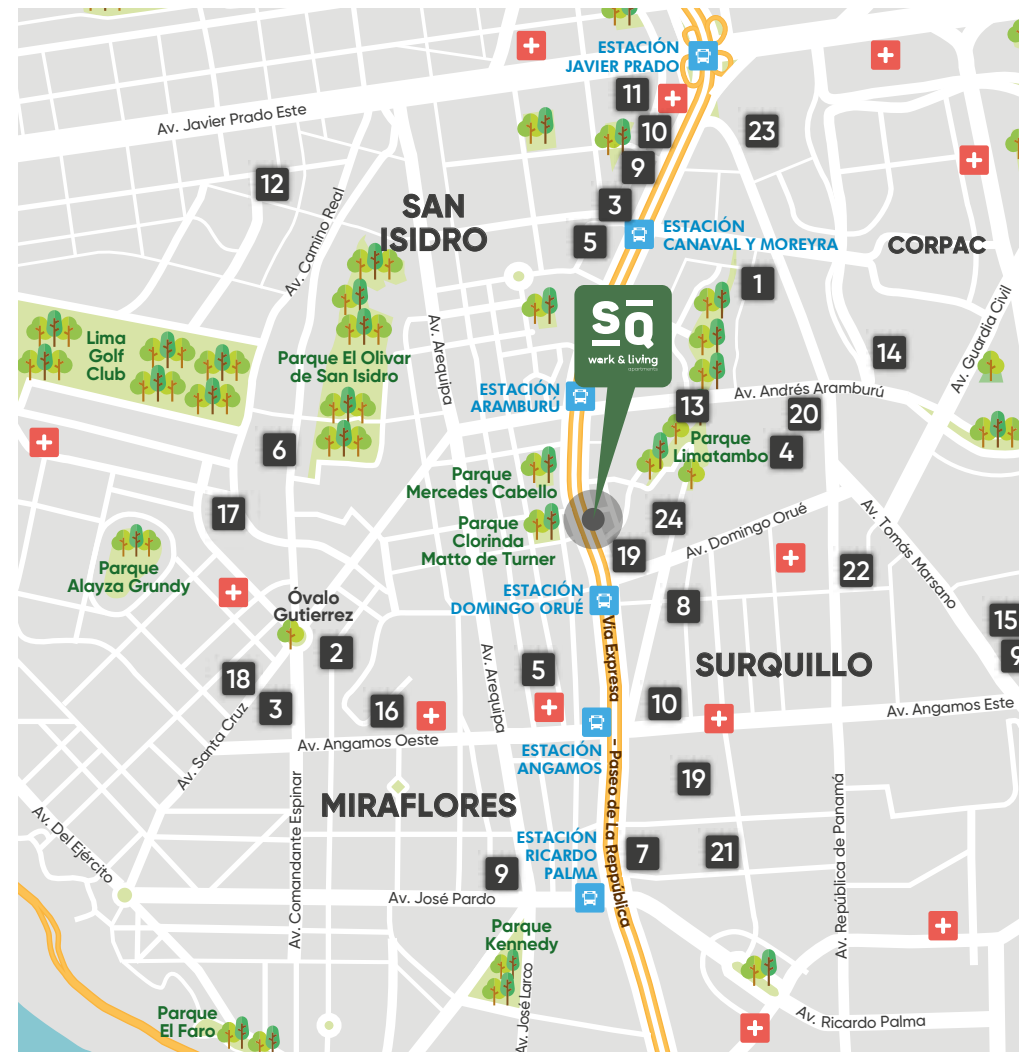 ESTACIÓN
JAVIER PRADO
11
10
23
Av. Javier Prado Este
9
12
3
SAN
ISIDRO
Av. Camino Real
5
ESTACIÓN
CANAVAL Y MOREYRA
CORPAC
1
SQ
work & living
apartments
Av. Guardia Civil
Lima
Golf
Club
Av. Arequipa
14
Parque El Olivar
de San Isidro
ESTACIÓN
ARAMBURÚ
Av. Andrés Aramburú
13
20
6
Parque
Limatambo
4
Parque
Mercedes Cabello
17
24
Av. Domingo Orué
Av. Tomás Marsano
Parque
Clorinda
Matto de Turner
19
22
Parque
Alayza Grundy
Óvalo
Gutierrez
ESTACIÓN
DOMINGO ORUÉ
8
15
2
Vía Expresa - Paseo de La Reppública
SURQUILLO
9
18
5
Av. Arequipa
3
16
10
Av. Angamos Este
Av. Santa Cruz
Av. Angamos Oeste
ESTACIÓN
ANGAMOS
19
MIRAFLORES
Av. Del Ejército
Av. Comandante Espinar
ESTACIÓN
RICARDO
PALMA
7
21
Av. República de Panamá
9
Av. José Pardo
Parque
Kennedy
Av. José Larco
Parque
El Faro
Av. Ricardo Palma